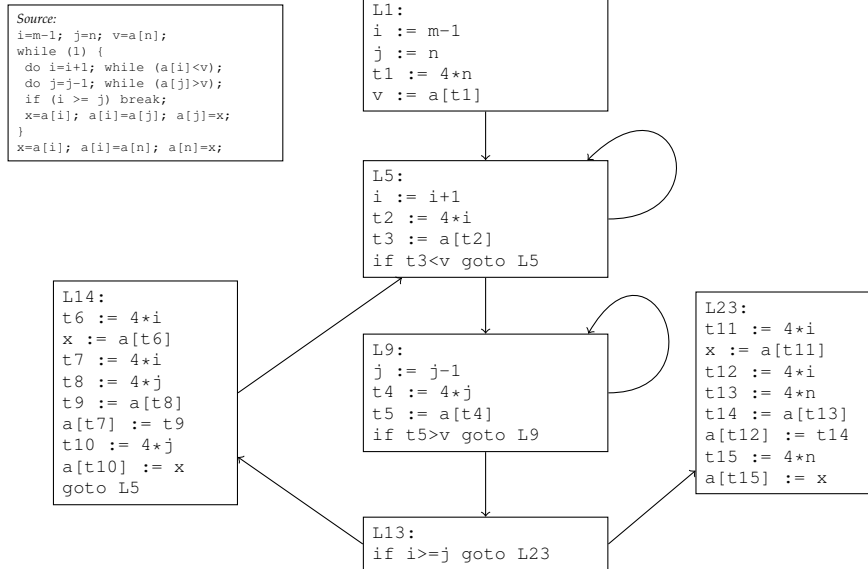 Source:
i=m-1; j=n; v=a[n];
while (1) {
do i=i+1; while (a[i]<v);
do j=j-1; while (a[j]>v);
if (i >= j) break;
x=a[i]; a[i]=a[j]; a[j]=x;
}
x=a[i]; a[i]=a[n]; a[n]=x;
L1:
i := m-1
j := n
t1 := 4*n
v := a[t1]
L5:
i := i+1
t2 := 4*i
t3 := a[t2]
if t3<v goto L5
L14:
t6 := 4*i
x := a[t6]
t7 := 4*i
t8 := 4*j
t9 := a[t8]
a[t7] := t9
t10 := 4*j
a[t10] := x
goto L5
L9:
j := j-1
t4 := 4*j
t5 := a[t4]
if t5>v goto L9
L23:
t11 := 4*i
x := a[t11]
t12 := 4*i
t13 := 4*n
t14 := a[t13]
a[t12] := t14
t15 := 4*n
a[t15] := x
L13:
if i>=j goto L23